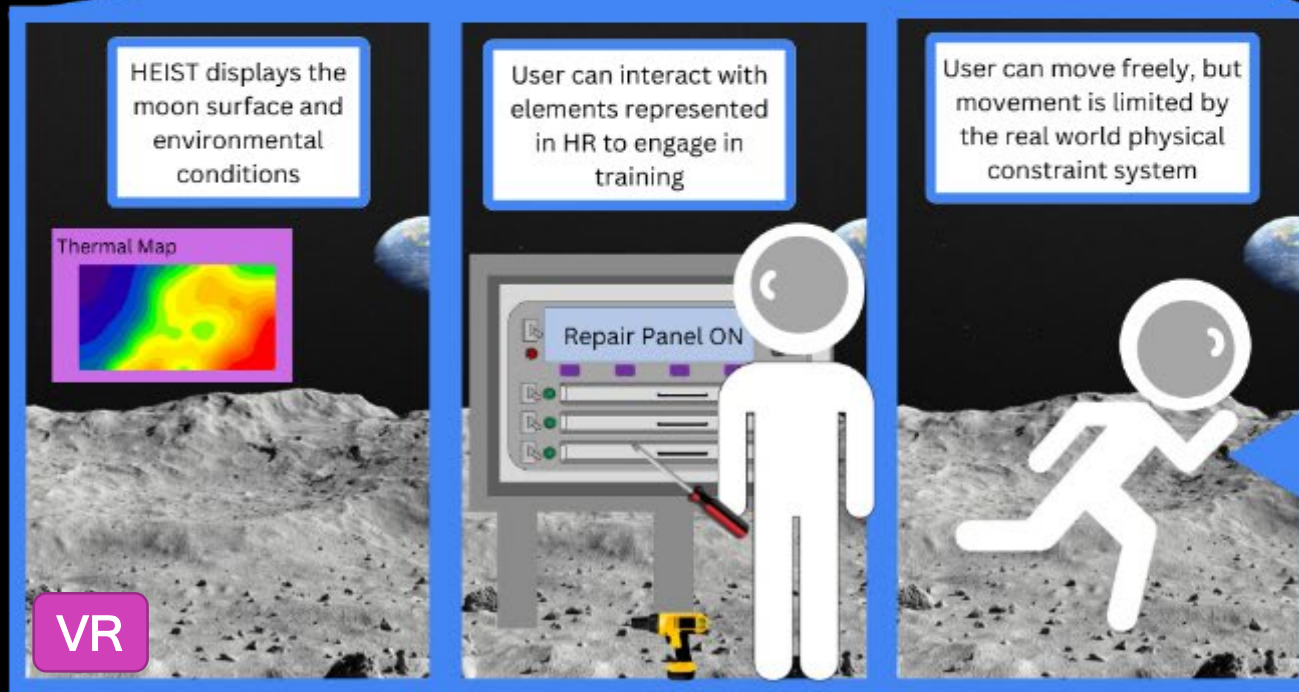 HEIST displays the
moon surface and
environmental
conditions
Thermal Map
VR
User can interact with
elements represented
in HR to engage in
training
Repair Panel ON
User can move freely, but
movement is limited by
the real world physical
constraint system